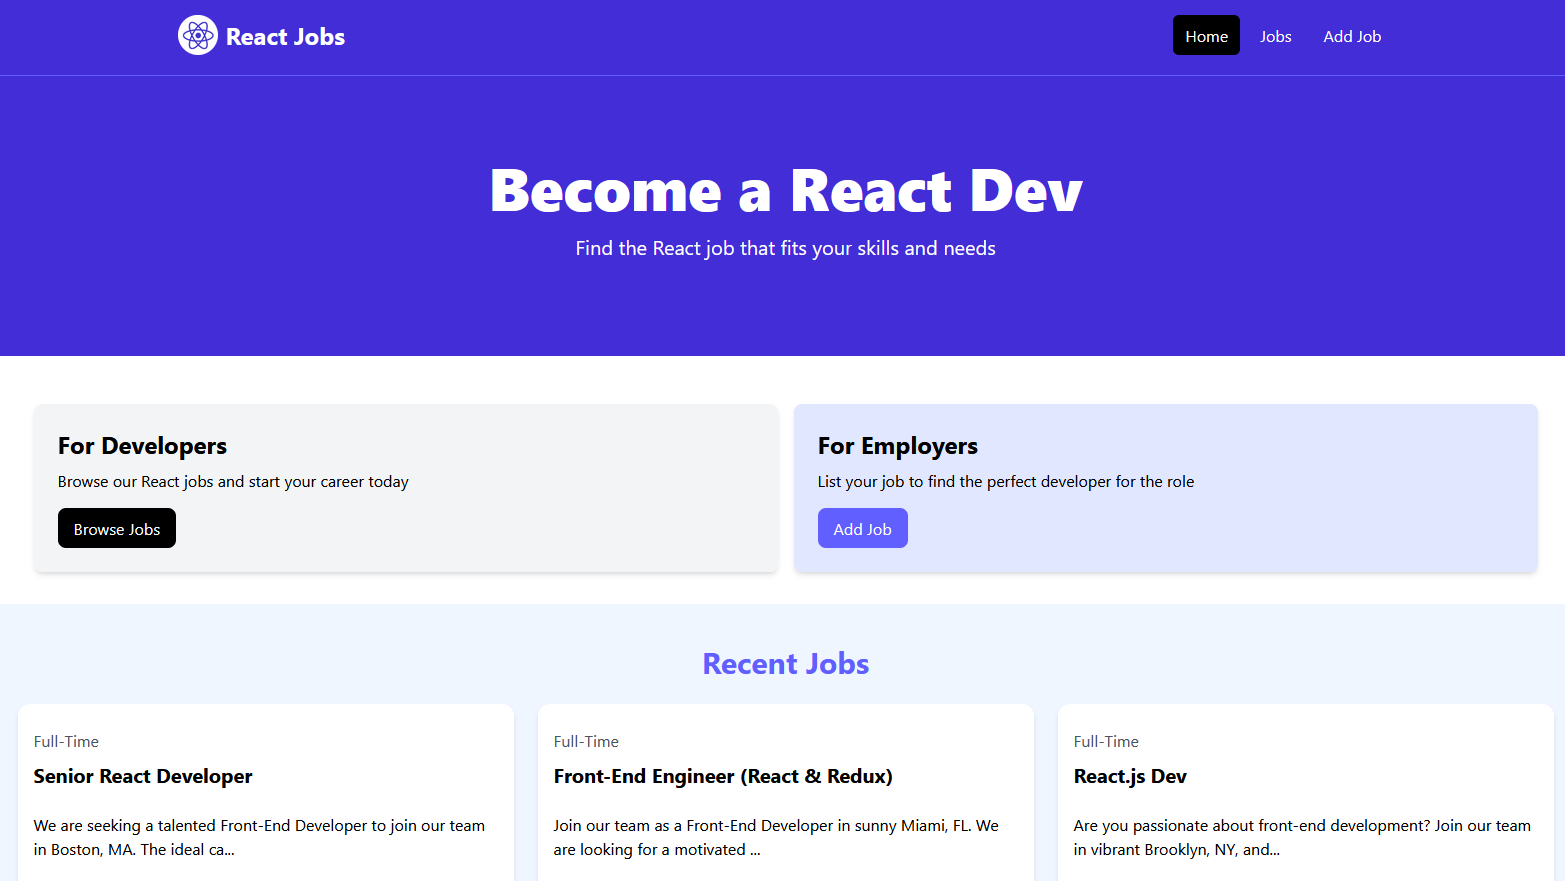 React Jobs
Home
Jobs
Add Job
Become a React Dev
Find the React job that fits your skills and needs
For Developers
Browse our React jobs and start your career today
Browse Jobs
For Employers
List your job to find the perfect developer for the role
Add Job
Recent Jobs
Full-Time
Senior React Developer
We are seeking a talented Front-End Developer to join our team
in Boston, MA. The ideal ca...
Full-Time
Front-End Engineer (React & Redux)
Join our team as a Front-End Developer in sunny Miami, FL. We
are looking for a motivated ...
Full-Time
React.js Dev
Are you passionate about front-end development? Join our team
in vibrant Brooklyn, NY, and...